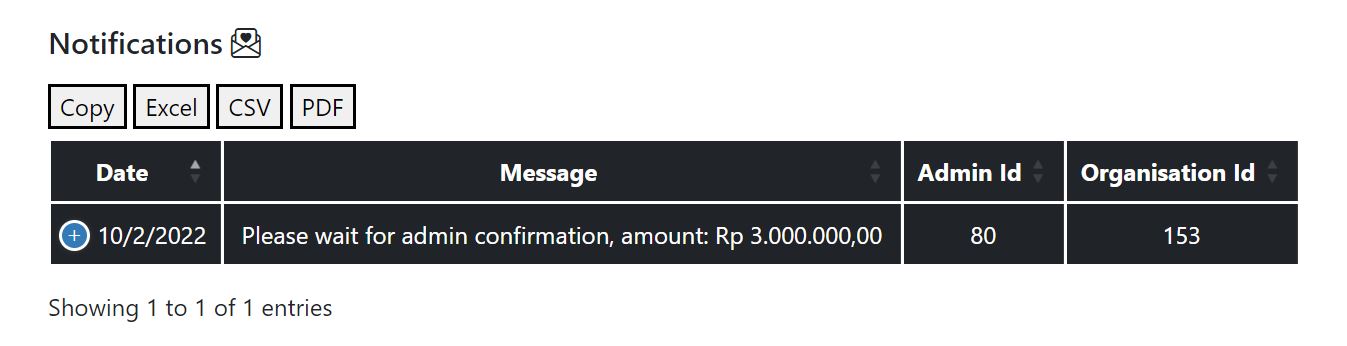 Notifications
Copy Excel CSV PDF
Date Message Admin Id Organisation Id
10/2/2022 Please wait for admin confirmation, amount: Rp 3.000.000,00 80 153
Showing 1 to 1 of 1 entries